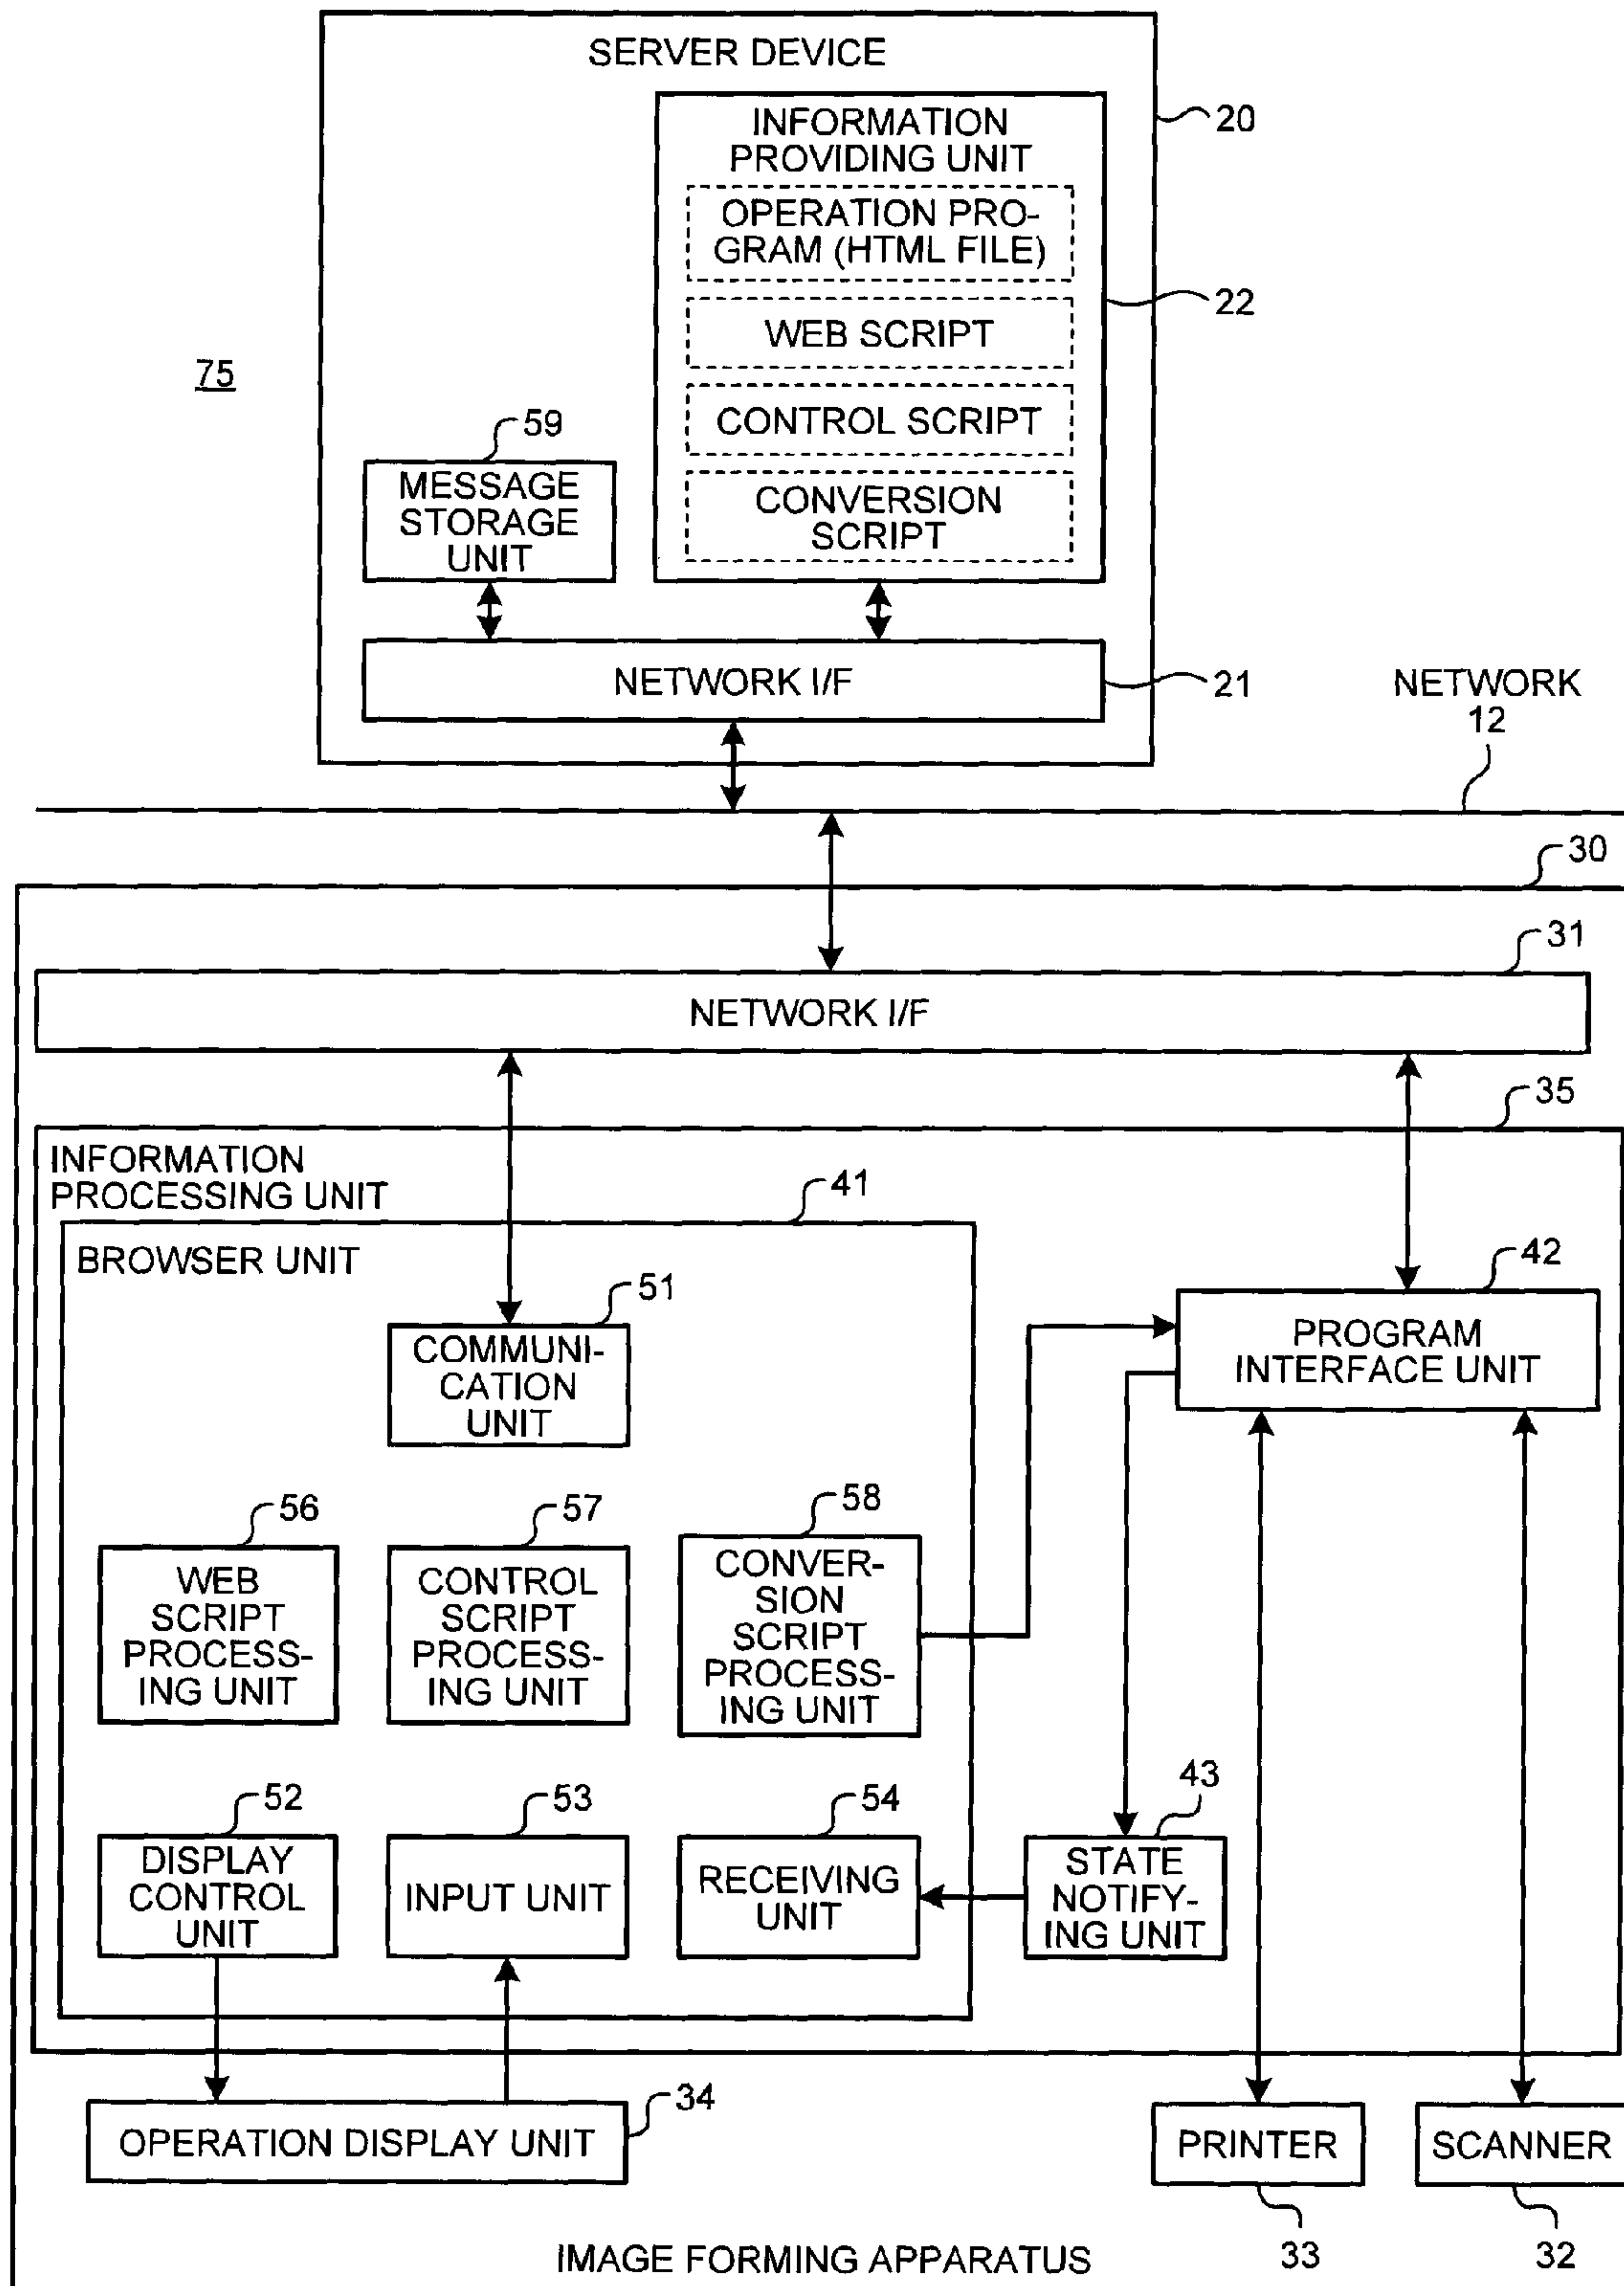 SERVER DEVICE
20
INFORMATION
PROVIDING UNIT
OPERATION PRO-
GRAM (HTML FILE)
22
WEB SCRIPT
75
CONTROL SCRIPT
59
MESSAGE
STORAGE
UNIT
CONVERSION
SCRIPT
NETWORK I/F
21
NETWORK
12
30
31
NETWORK I/F
35
INFORMATION
PROCESSING UNIT
41
BROWSER UNIT
42
51
COMMUNI-
CATION
UNIT
PROGRAM
INTERFACE UNIT
56
57
58
WEB
SCRIPT
PROCESS-
ING UNIT
CONTROL
SCRIPT
PROCESS-
ING UNIT
CONVER-
SION
SCRIPT
PROCESS-
ING UNIT
52
53
54
43
DISPLAY
CONTROL
UNIT
INPUT UNIT
RECEIVING
UNIT
STATE
NOTIFY-
ING UNIT
34
OPERATION DISPLAY UNIT
PRINTER
SCANNER
33
32
IMAGE FORMING APPARATUS